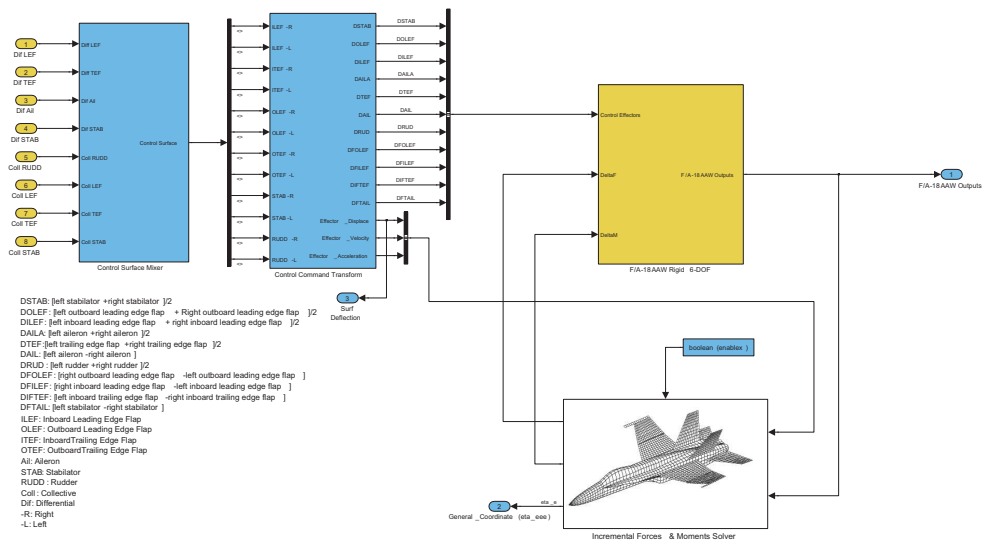 1
Dif LEF
2
Dif TEF
3
Dif Ail
4
Dif STAB
5
Coll RUDD
6
Coll LEF
7
Coll TEF
8
Coll STAB
Dif LEF
Diff TEF
Dif Ail
Dif STAB
Coll RUDD
Coll LEF
Coll TEF
Coll STAB
Control Surface
Control Surface Mixer
<>
<>
<>
<>
<>
<>
<>
<>
<>
<>
<>
<>
ILEF -R
ILEF -L
ITEF -R
ITEF -L
OLEF -R
OLEF -L
OTEF -R
OTEF -L
STAB -R
STAB -L
RUDD -R
RUDD -L
DSTAB
DOLEF
DILEF
DAILA
DTEF
DAIL
DRUD
DFOLEF
DFILEF
DIFTEF
DFTAIL
Effector _Displace
Effector _Velocity
Effector _Acceleration
Control Command Transform
DSTAB
DOLEF
DILEF
DAILA
DTEF
DAIL
DRUD
DFOLEF
DFILEF
DIFTEF
DFTAIL
3
Surf
Deflection
Control Effectors
DeltaF
DeltaM
F/A-18AAW Outputs
F/A-18AAW Rigid 6-DOF
1
F/A-18AAW Outputs
boolean (enablex )
eta _e
2
General _Coordinate (eta_eee )
Incremental Forces & Moments Solver
DSTAB: [left stabilator +right stabilator ]/2
DOLEF: [left outboard leading edge flap + Right outboard leading edge flap ]/2
DILEF: [left inboard leading edge flap + right inboard leading edge flap ]/2
DAILA: [left aileron +right aileron ]/2
DTEF:[left trailing edge flap +right trailing edge flap ]/2
DAIL: [left aileron -right aileron ]
DRUD : [left rudder +right rudder]/2
DFOLEF: [right outboard leading edge flap -left outboard leading edge flap ]
DFILEF: [right inboard leading edge flap -left inboard leading edge flap ]
DIFTEF: [left inboard trailing edge flap -right inboard trailing edge flap ]
DFTAIL: [left stabilator -right stabilator ]
ILEF: Inboard Leading Edge Flap
OLEF: Outboard Leading Edge Flap
ITEF: InboardTrailing Edge Flap
OTEF: OutboardTrailing Edge Flap
Ail: Aileron
STAB: Stabilator
RUDD : Rudder
Coll : Collective
Dif: Differential
-R: Right
-L: Left